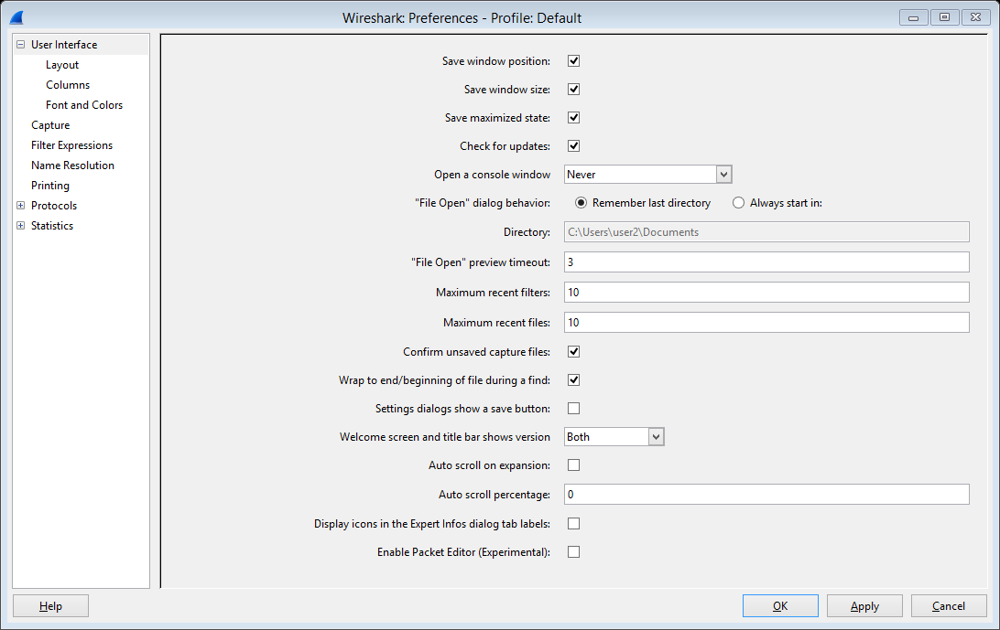 Wireshark: Preferences - Profile: Default
User Interface
Layout
Columns
Font and Colors
Capture
Filter Expressions
Name Resolution
Printing
Protocols
Statistics
Save window position:
Save window size:
Save maximized state:
Check for updates:
Open a console window Never
"File Open" dialog behavior: Remember last directory Always start in:
Directory: C:\Users\user2\Documents
"File Open" preview timeout: 3
Maximum recent filters: 10
Maximum recent files: 10
Confirm unsaved capture files:
Wrap to end/beginning of file during a find:
Settings dialogs show a save button:
Welcome screen and title bar shows version Both
Auto scroll on expansion:
Auto scroll percentage: 0
Display icons in the Expert Infos dialog tab labels:
Enable Packet Editor (Experimental):
Help OK Apply Cancel